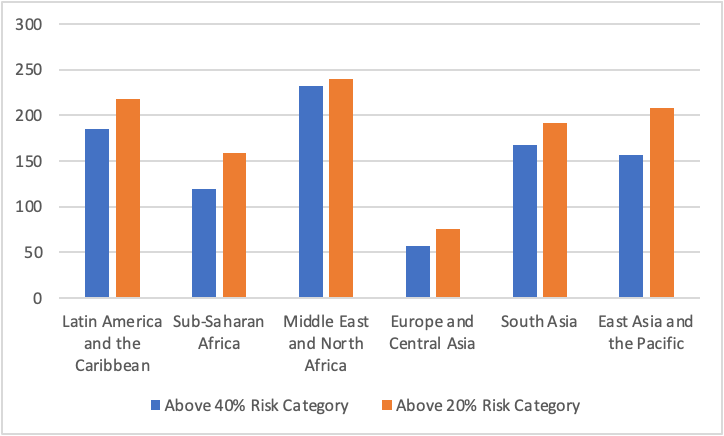 300
250
200
150
100
50
0
Latin America and the Caribbean
Sub-Saharan Africa
Middle East and North Africa
Europe and Central Asia
South Asia
East Asia and the Pacific
Above 40% Risk Category
Above 20% Risk Category